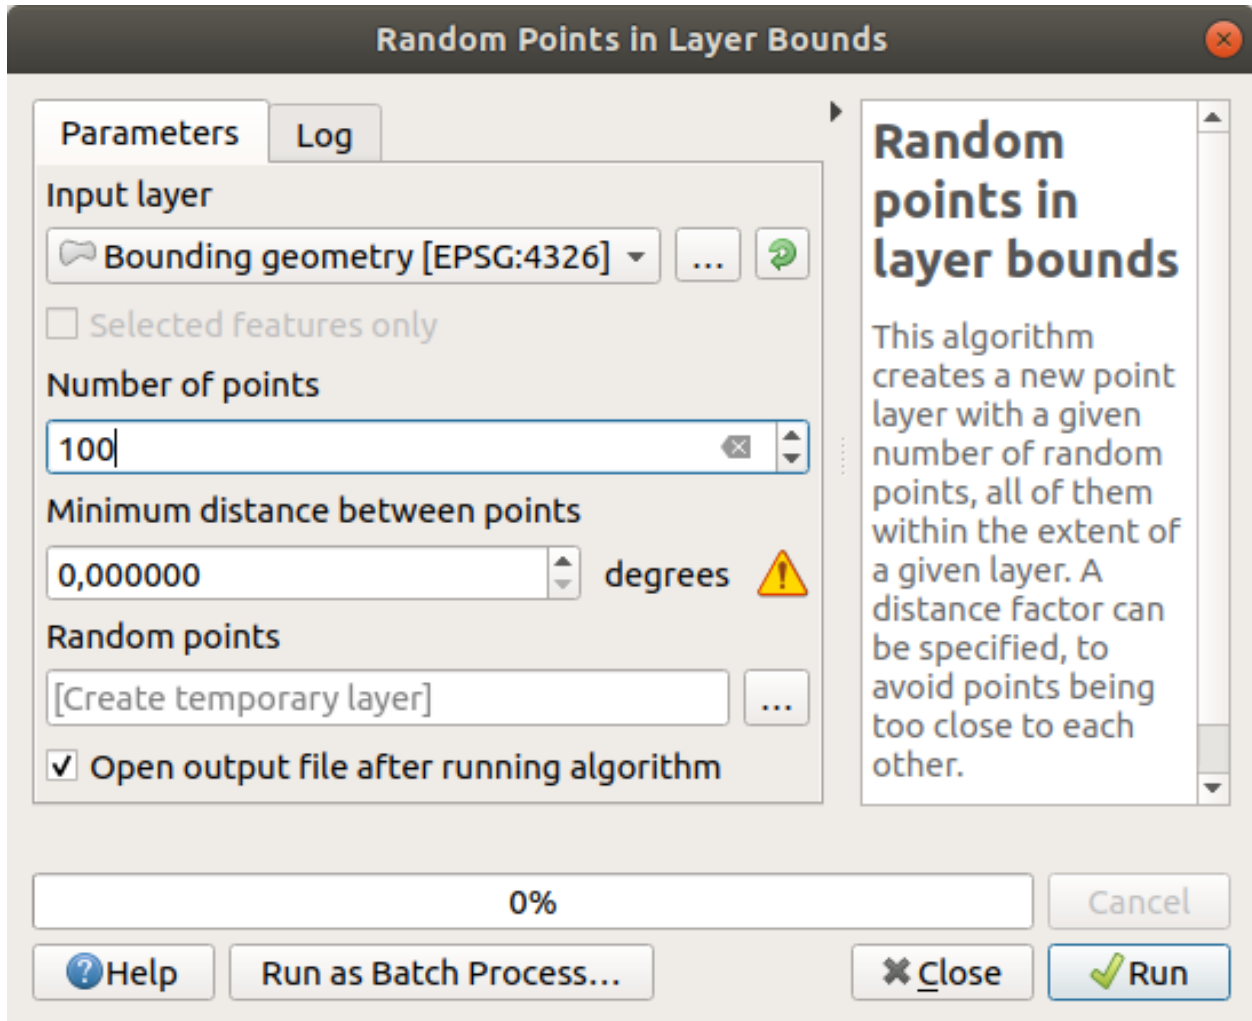 Random Points in Layer Bounds
Parameters
Log
Input layer
Bounding geometry [EPSG:4326]
...
Selected features only
Number of points
100
Minimum distance between points
0,000000
degrees
Random points
[Create temporary layer]
...
Open output file after running algorithm
Random
points in
layer bounds
This algorithm
creates a new point
layer with a given
number of random
points, all of them
within the extent of
a given layer. A
distance factor can
be specified, to
avoid points being
too close to each
other.
0%
Cancel
Help
Run as Batch Process...
Close
Run